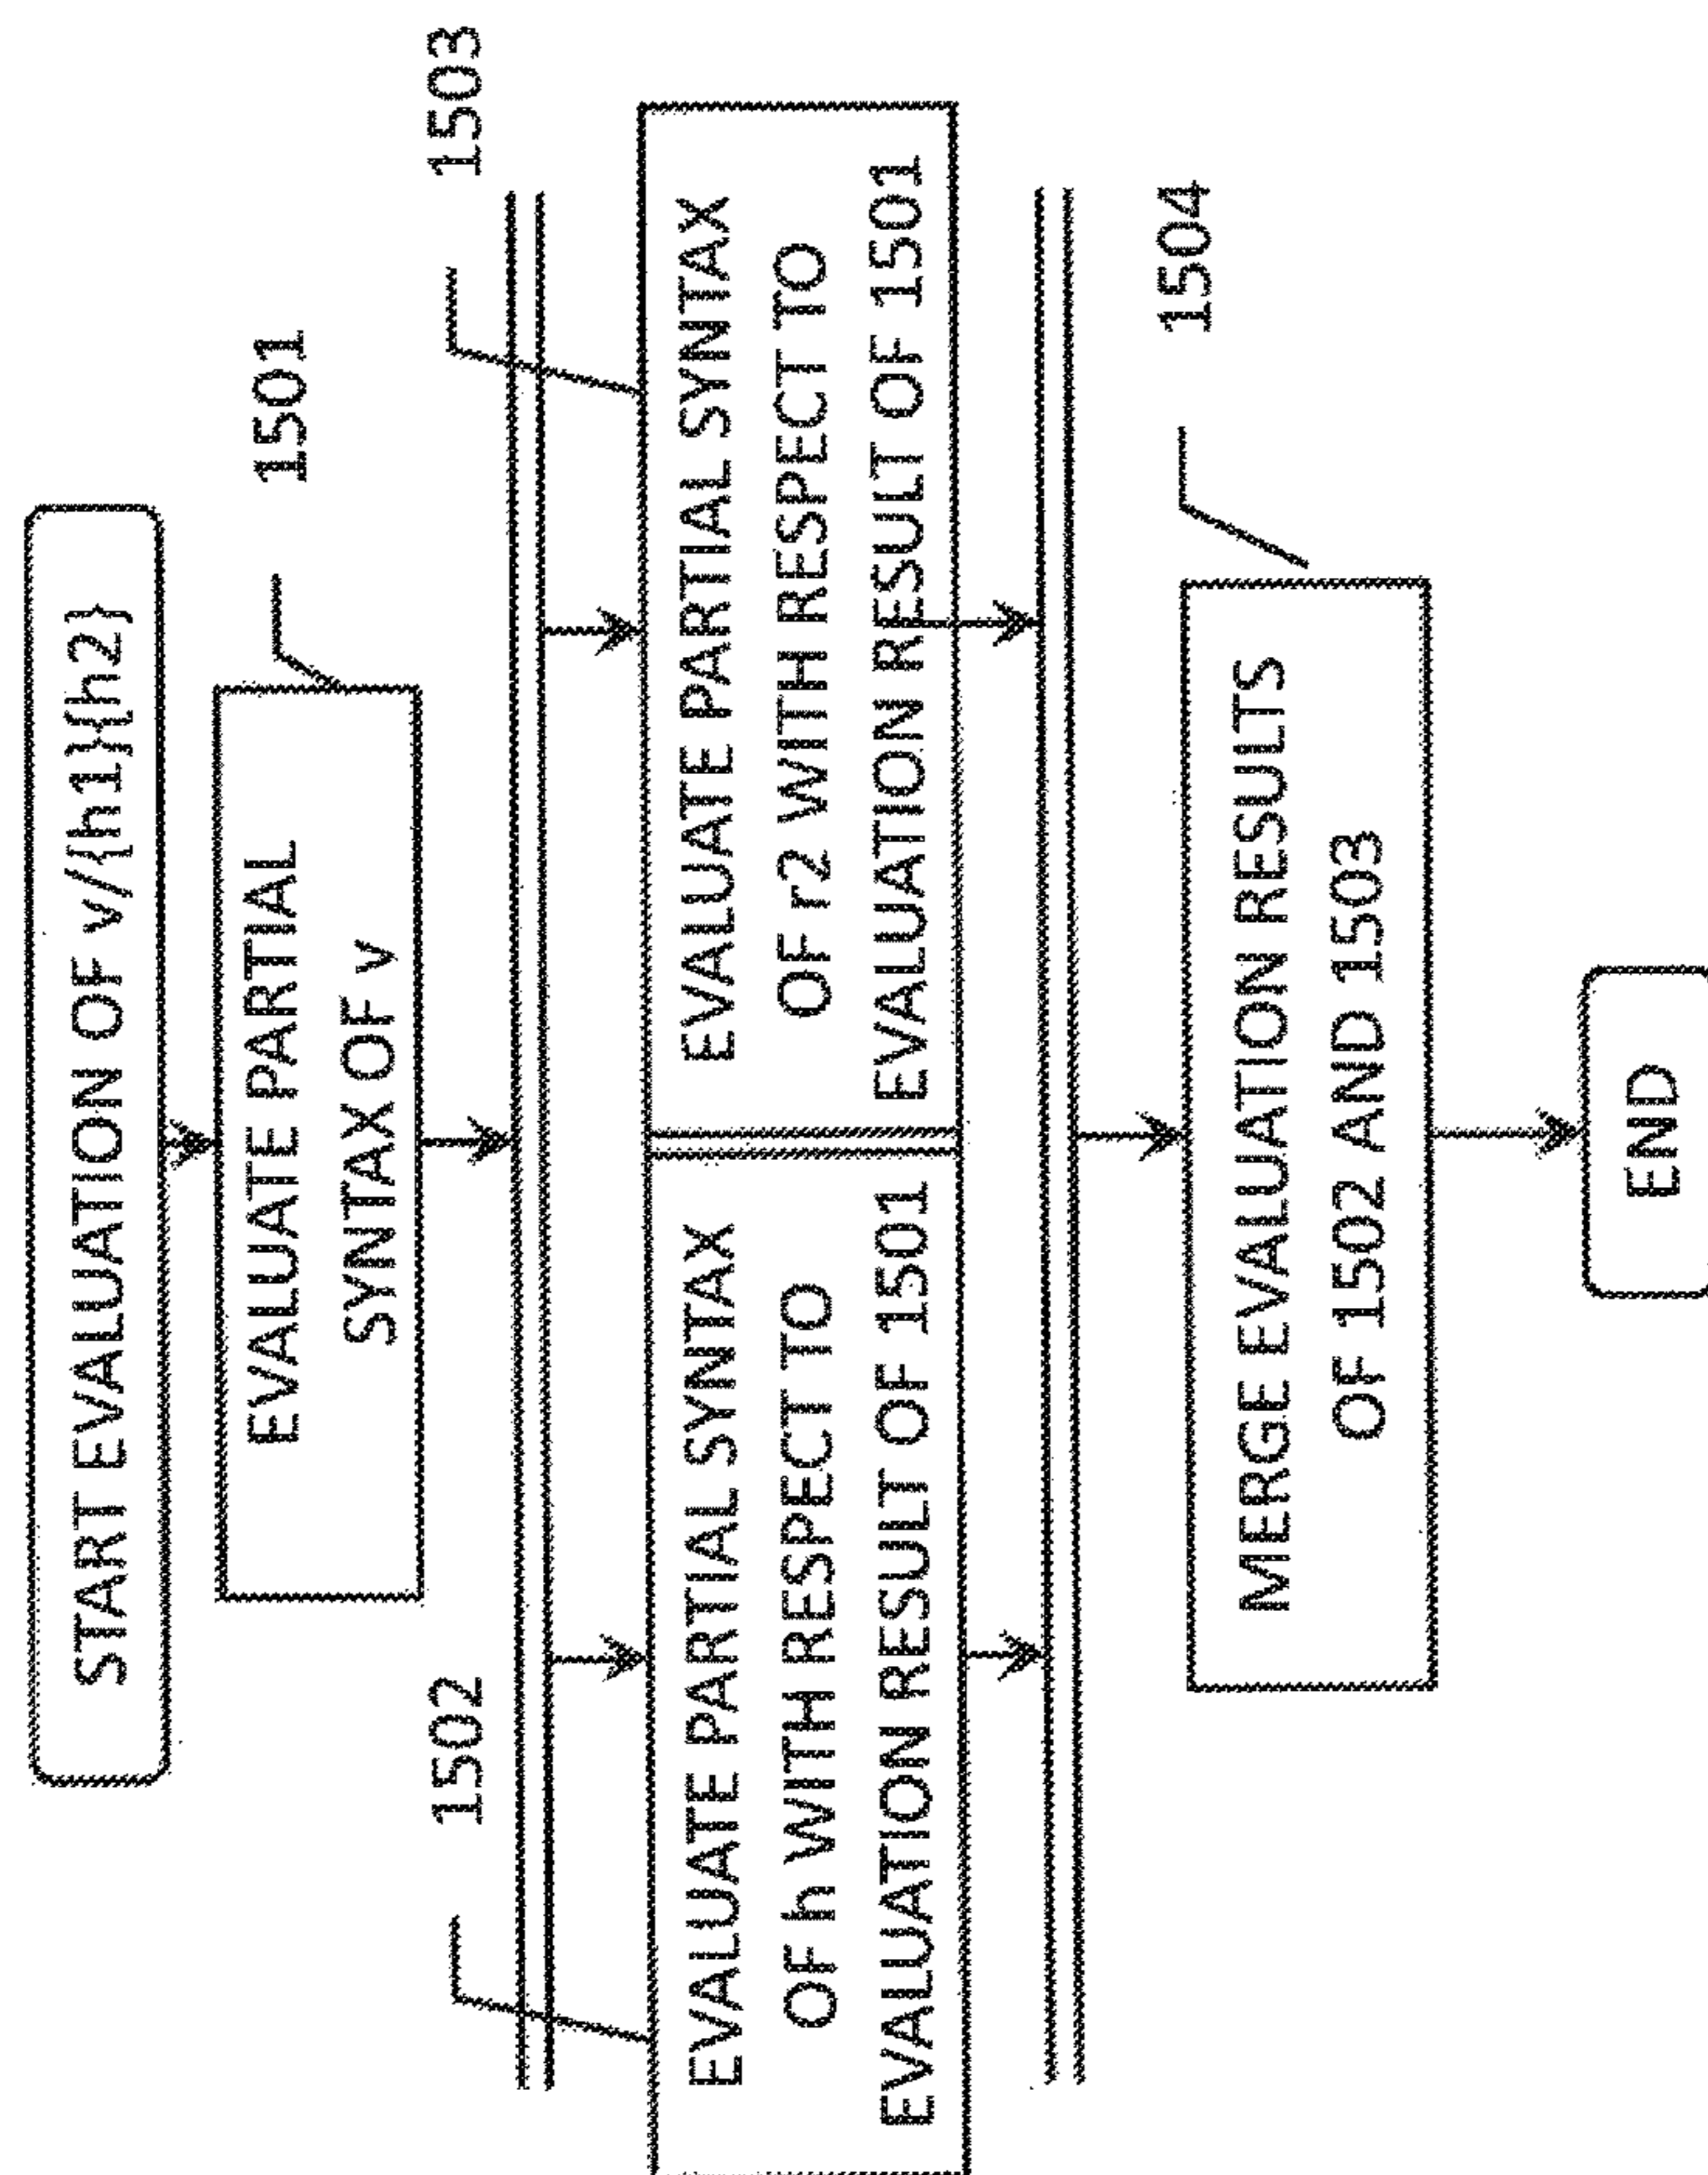 START EVALUATION OF v/{h1}{h2}
1501
EVALUATE PARTIAL
SYNTAX OF v
1502
1503
EVALUATE PARTIAL SYNTAX
OF h WITH RESPECT TO
EVALUATION RESULT OF 1501
EVALUATE PARTIAL SYNTAX
OF r2 WITH RESPECT TO
EVALUATION RESULT OF 1501
1504
MERGE EVALUATION RESULTS
OF 1502 AND 1503
END